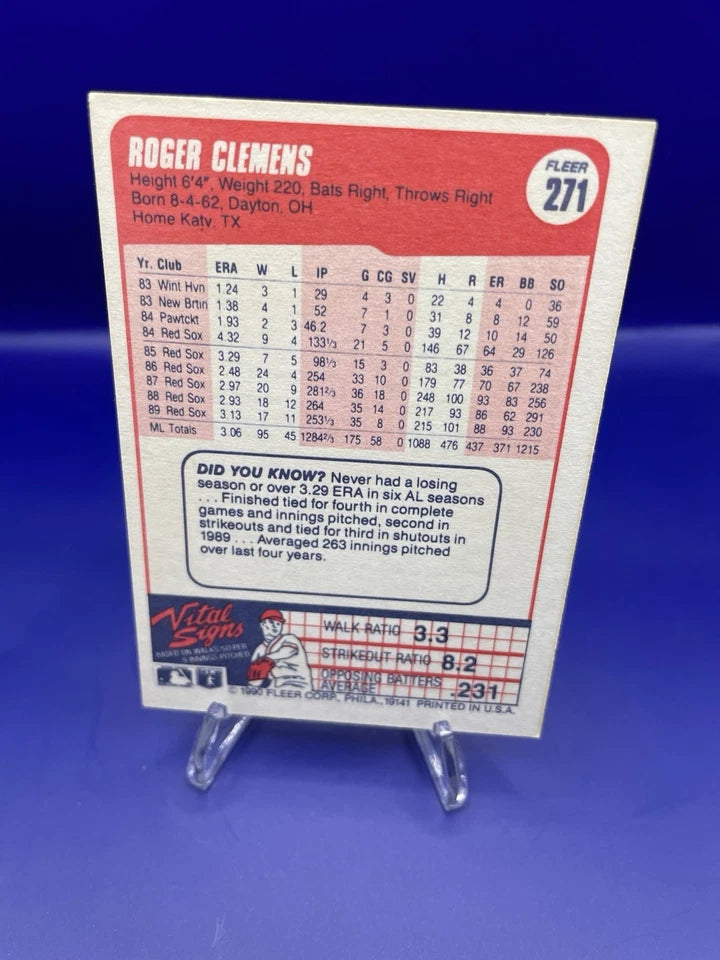 ROGER CLEMENS
FLEER
271
Height 6'4", Weight 220, Bats Right, Throws Right
Born 8-4-62, Dayton, OH
Home Katy, TX
Yr. Club ERA W L IP G CG SV H R ER BB SO
83 Wint Hvn 1.24 3 1 29 4 3 0 22 4 4 0 36
83 New Brtin 1.38 4 1 52 7 1 0 31 8 8 12 59
84 Pawtckt 1.93 2 3 46.2 7 3 0 39 12 10 14 50
84 Red Sox 4.32 9 4 133 1/3 21 5 0 146 67 64 29 126
85 Red Sox 3.29 7 5 98 1/3 15 3 0 83 38 36 37 74
86 Red Sox 2.48 24 4 254 33 10 0 179 77 70 67 238
87 Red Sox 2.97 20 9 281 2/3 36 18 0 248 100 93 83 256
88 Red Sox 2.93 18 12 264 35 14 0 217 93 86 62 291
89 Red Sox 3.13 17 11 253 1/3 35 8 0 215 101 88 93 230
ML Totals 3.06 95 45 1284 2/3 175 58 0 1088 476 437 371 1215
DID YOU KNOW? Never had a losing
season or over 3.29 ERA in six AL seasons
. . . Finished tied for fourth in complete
games and innings pitched, second in
strikeouts and tied for third in shutouts in
1989 . . . Averaged 263 innings pitched
over last four years.
Vital
Signs
BASED ON WALKS/SO PER
9 INNINGS PITCHED
WALK RATIO 3.3
STRIKEOUT RATIO 8.2
OPPOSING BATTERS
AVERAGE .231
© 1990 FLEER CORP., PHILA., 19141 PRINTED IN U.S.A.